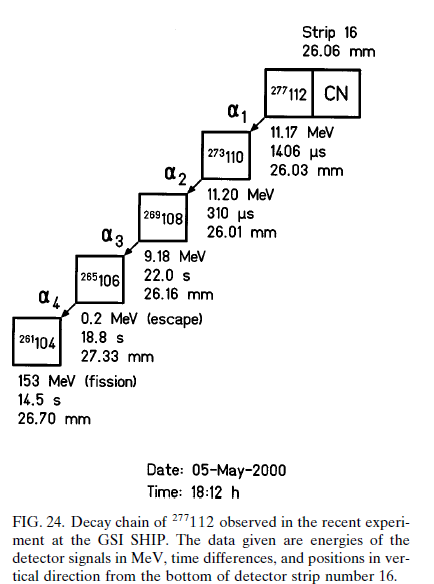 Strip 16
26.06 mm
²⁷⁷112 CN
α₁
11.17 MeV
1406 µs
26.03 mm
²⁷³110
α₂
11.20 MeV
310 µs
26.01 mm
²⁶⁹108
α₃
9.18 MeV
22.0 s
26.16 mm
²⁶⁵106
α₄
0.2 MeV (escape)
18.8 s
27.33 mm
²⁶¹104
153 MeV (fission)
14.5 s
26.70 mm
Date: 05-May-2000
Time: 18:12 h
FIG. 24. Decay chain of ²⁷⁷112 observed in the recent experi-
ment at the GSI SHIP. The data given are energies of the
detector signals in MeV, time differences, and positions in ver-
tical direction from the bottom of detector strip number 16.